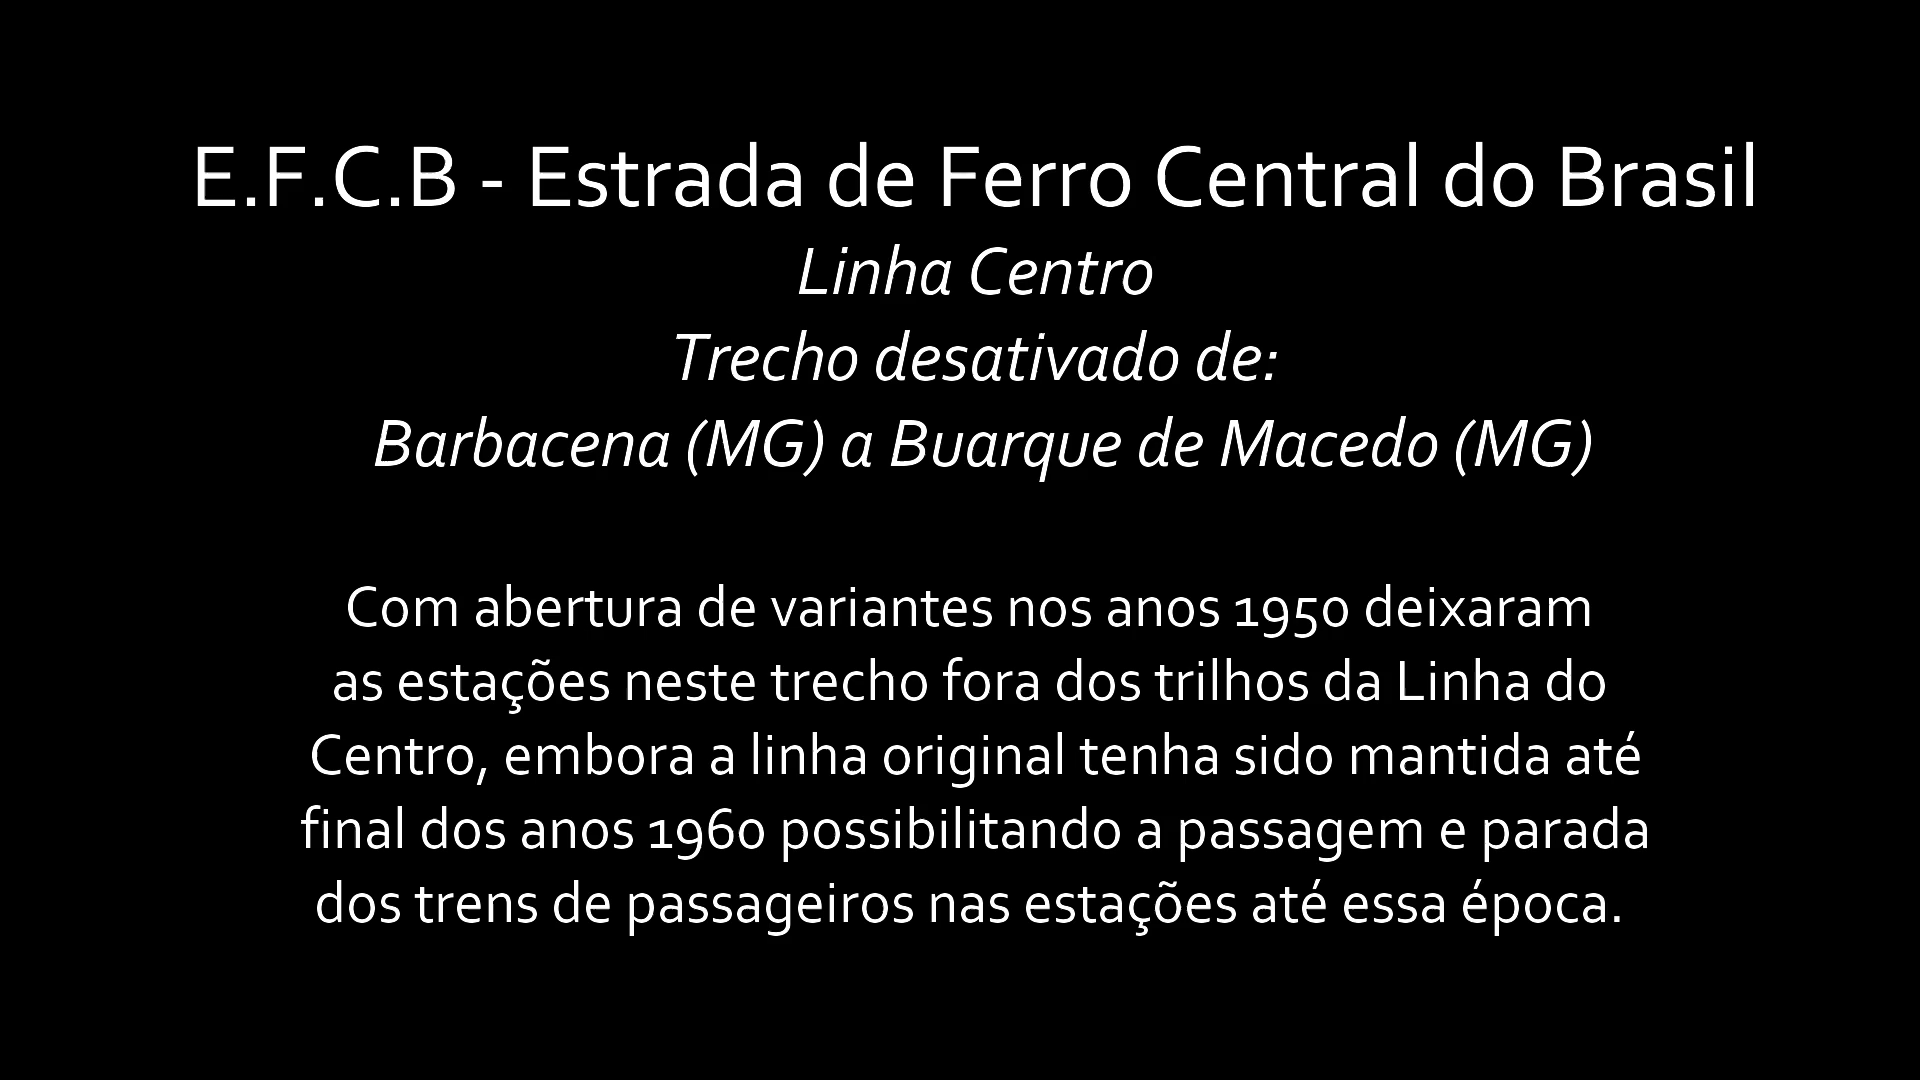 E.F.C.B - Estrada de Ferro Central do Brasil
Linha Centro
Trecho desativado de:
Barbacena (MG) a Buarque de Macedo (MG)
Com abertura de variantes nos anos 1950 deixaram
as estações neste trecho fora dos trilhos da Linha do
Centro, embora a linha original tenha sido mantida até
final dos anos 1960 possibilitando a passagem e parada
dos trens de passageiros nas estações até essa época.